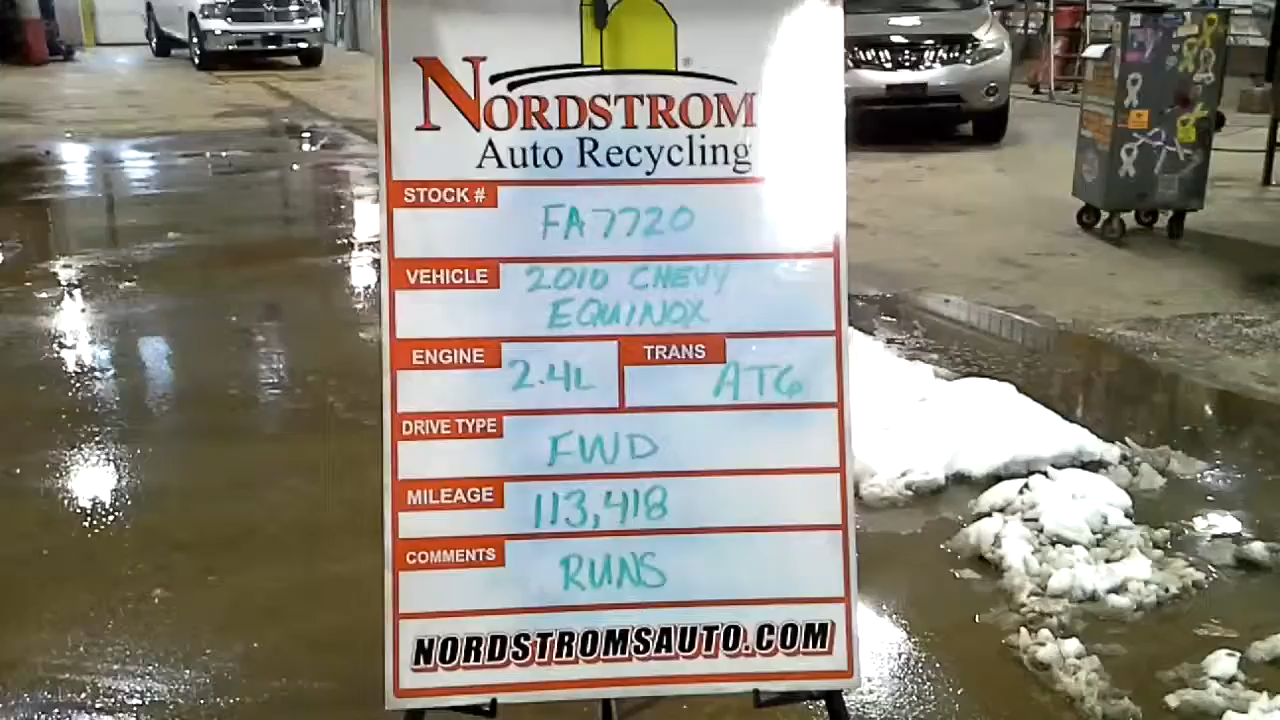 NORDSTROM
®
Auto Recycling
STOCK #
FA7720
VEHICLE
2010 CHEVY
EQUINOX
ENGINE
2.4L
TRANS
AT6
DRIVE TYPE
FWD
MILEAGE
113,418
COMMENTS
RUNS
NORDSTROMSAUTO.COM